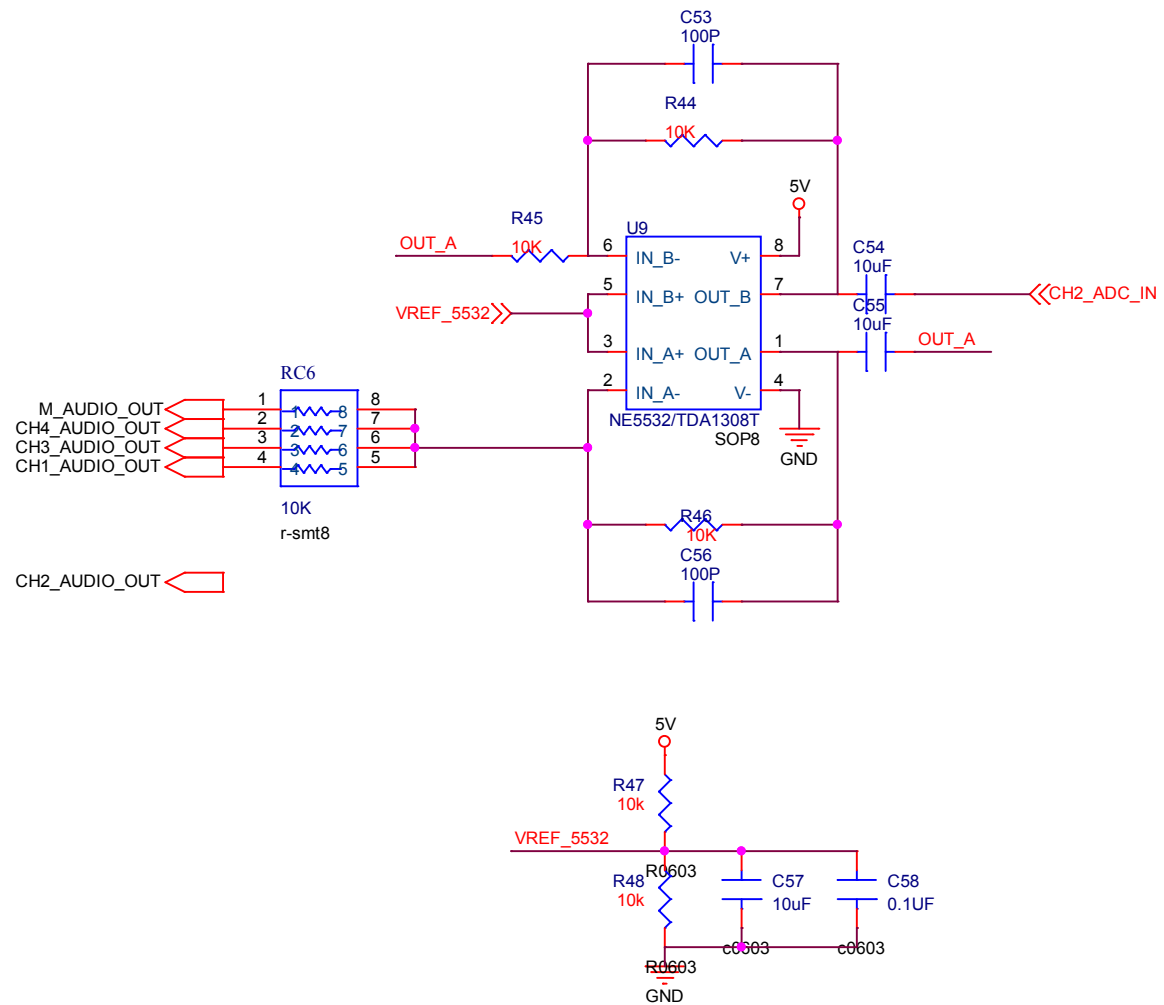 C53
100P
R44
10K
5V
R45
10K
OUT_A
U9
6
IN_B-
V+
8
C54
10uF
5
IN_B+
OUT_B
7
CH2_ADC_IN
VREF_5532
C55
10uF
3
IN_A+
OUT_A
1
OUT_A
2
IN_A-
V-
4
NE5532/TDA1308T
SOP8
GND
RC6
M_AUDIO_OUT
1
1
8
8
CH4_AUDIO_OUT
2
2
7
7
CH3_AUDIO_OUT
3
3
6
6
CH1_AUDIO_OUT
4
4
5
5
10K
r-smt8
R46
10K
C56
100P
CH2_AUDIO_OUT
5V
R47
10k
VREF_5532
R0603
R48
10k
C57
10uF
C58
0.1UF
R0603
c0603
c0603
GND